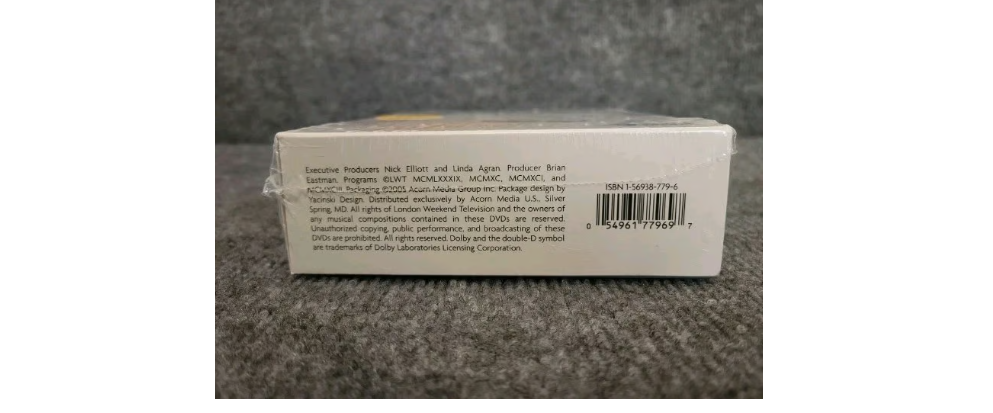 Executive Producers Nick Elliott and Linda Agran. Producer Brian
Eastman. Programs ©LWT MCMLXXXIX, MCMXC, MCMXCI, and
MCMXCIII. Packaging ©2005 Acorn Media Group Inc. Package design by
Yacinski Design. Distributed exclusively by Acorn Media U.S., Silver
Spring, MD. All rights of London Weekend Television and the owners of
any musical compositions contained in these DVDs are reserved.
Unauthorized copying, public performance, and broadcasting of these
DVDs are prohibited. All rights reserved. Dolby and the double-D symbol
are trademarks of Dolby Laboratories Licensing Corporation.
ISBN 1-56938-779-6
0 54961 77969 7